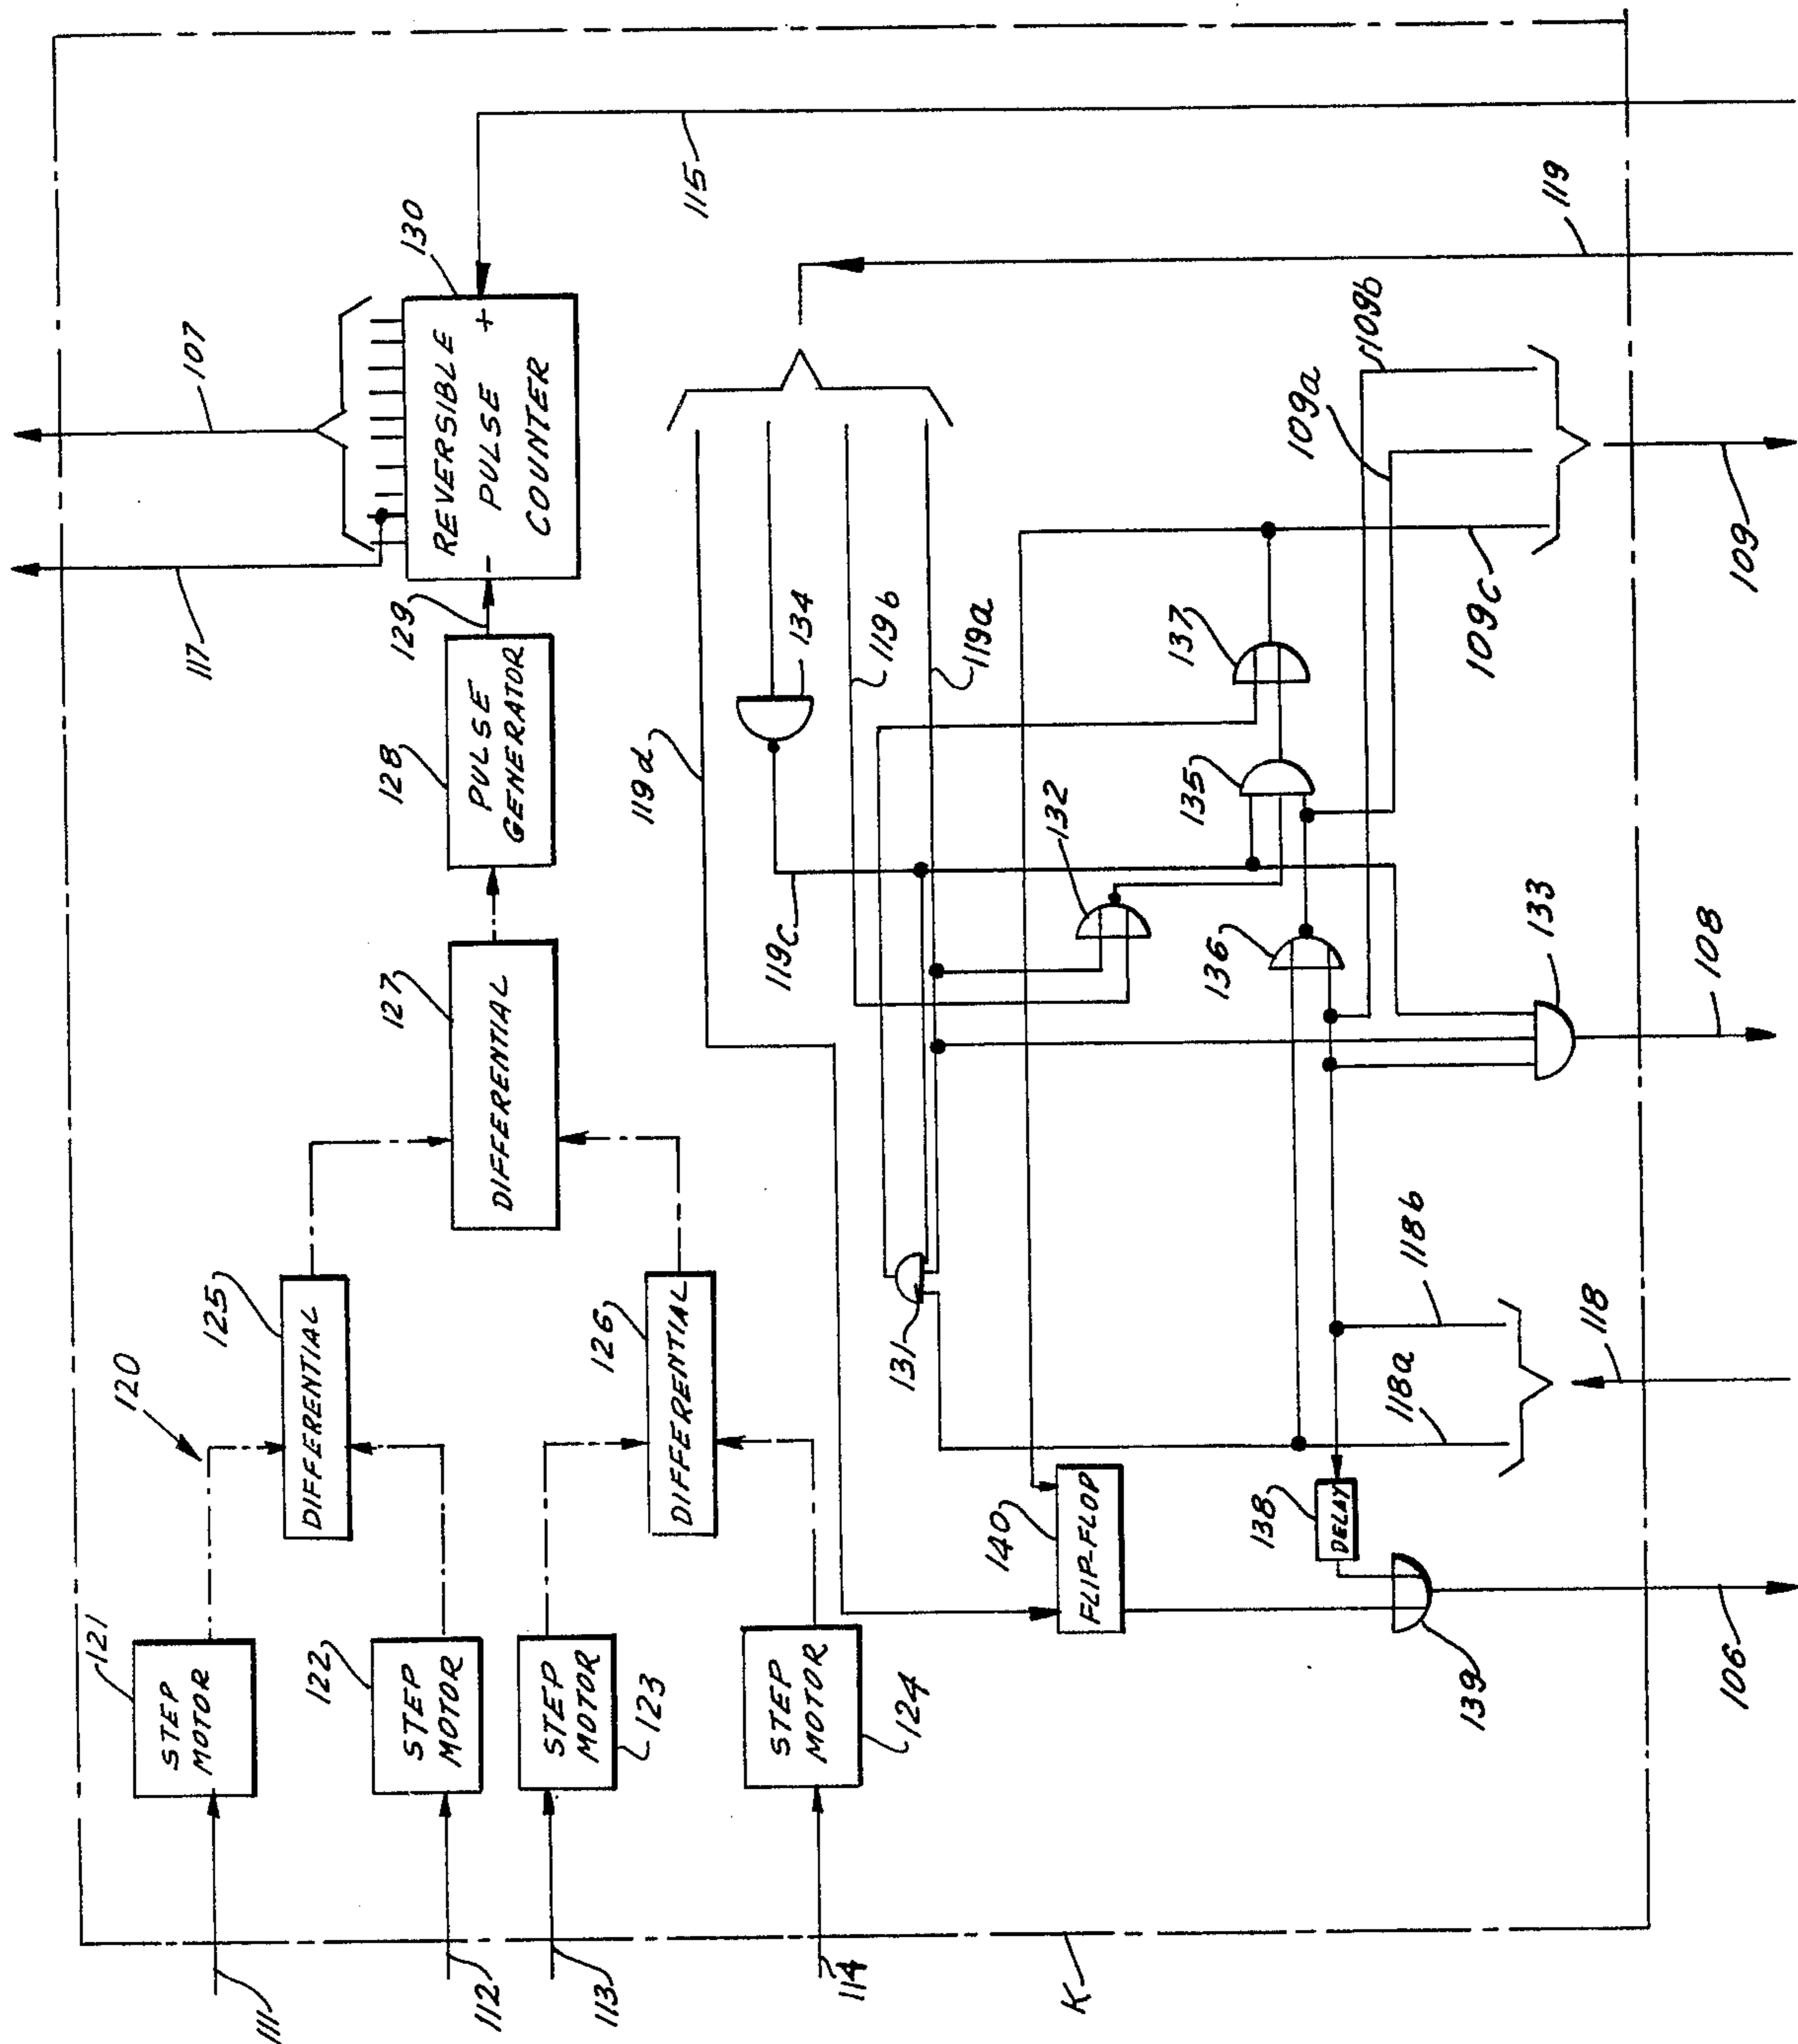 111
112
113
114
K
121
STEP
MOTOR
122
STEP
MOTOR
STEP
MOTOR
123
STEP
MOTOR
124
120
125
DIFFERENTIAL
126
DIFFERENTIAL
127
DIFFERENTIAL
128
PULSE
GENERATOR
129
117
107
130
REVERSIBLE
- PULSE +
COUNTER
115
119
119d
134
119b
119a
119c
131
132
135
137
136
133
109a
109b
109c
109
140
FLIP-FLOP
138
DELAY
139
118a
118b
118
106
108